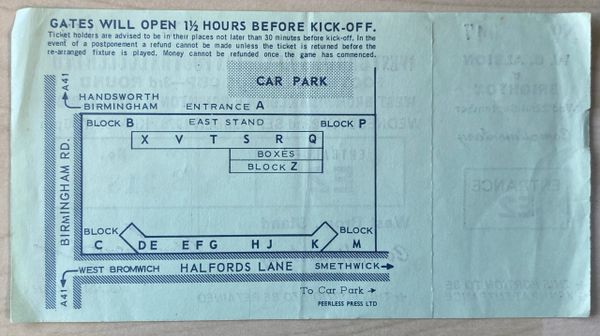 GATES WILL OPEN 1½ HOURS BEFORE KICK-OFF.
Ticket holders are advised to be in their places not later than 30 minutes before kick-off. In the
event of a postponement a refund cannot be made unless the ticket is returned before the
re-arranged fixture is played. Money cannot be refunded once the game has commenced.
A41
CAR PARK
HANDSWORTH
BIRMINGHAM
ENTRANCE A
BLOCK B
EAST STAND
BLOCK P
X V T S R Q
BOXES
BLOCK Z
BIRMINGHAM RD.
BLOCK
C
DE EFG HJ K
BLOCK
M
A41
WEST BROMWICH
HALFORDS LANE
SMETHWICK
To Car Park
PEERLESS PRESS LTD